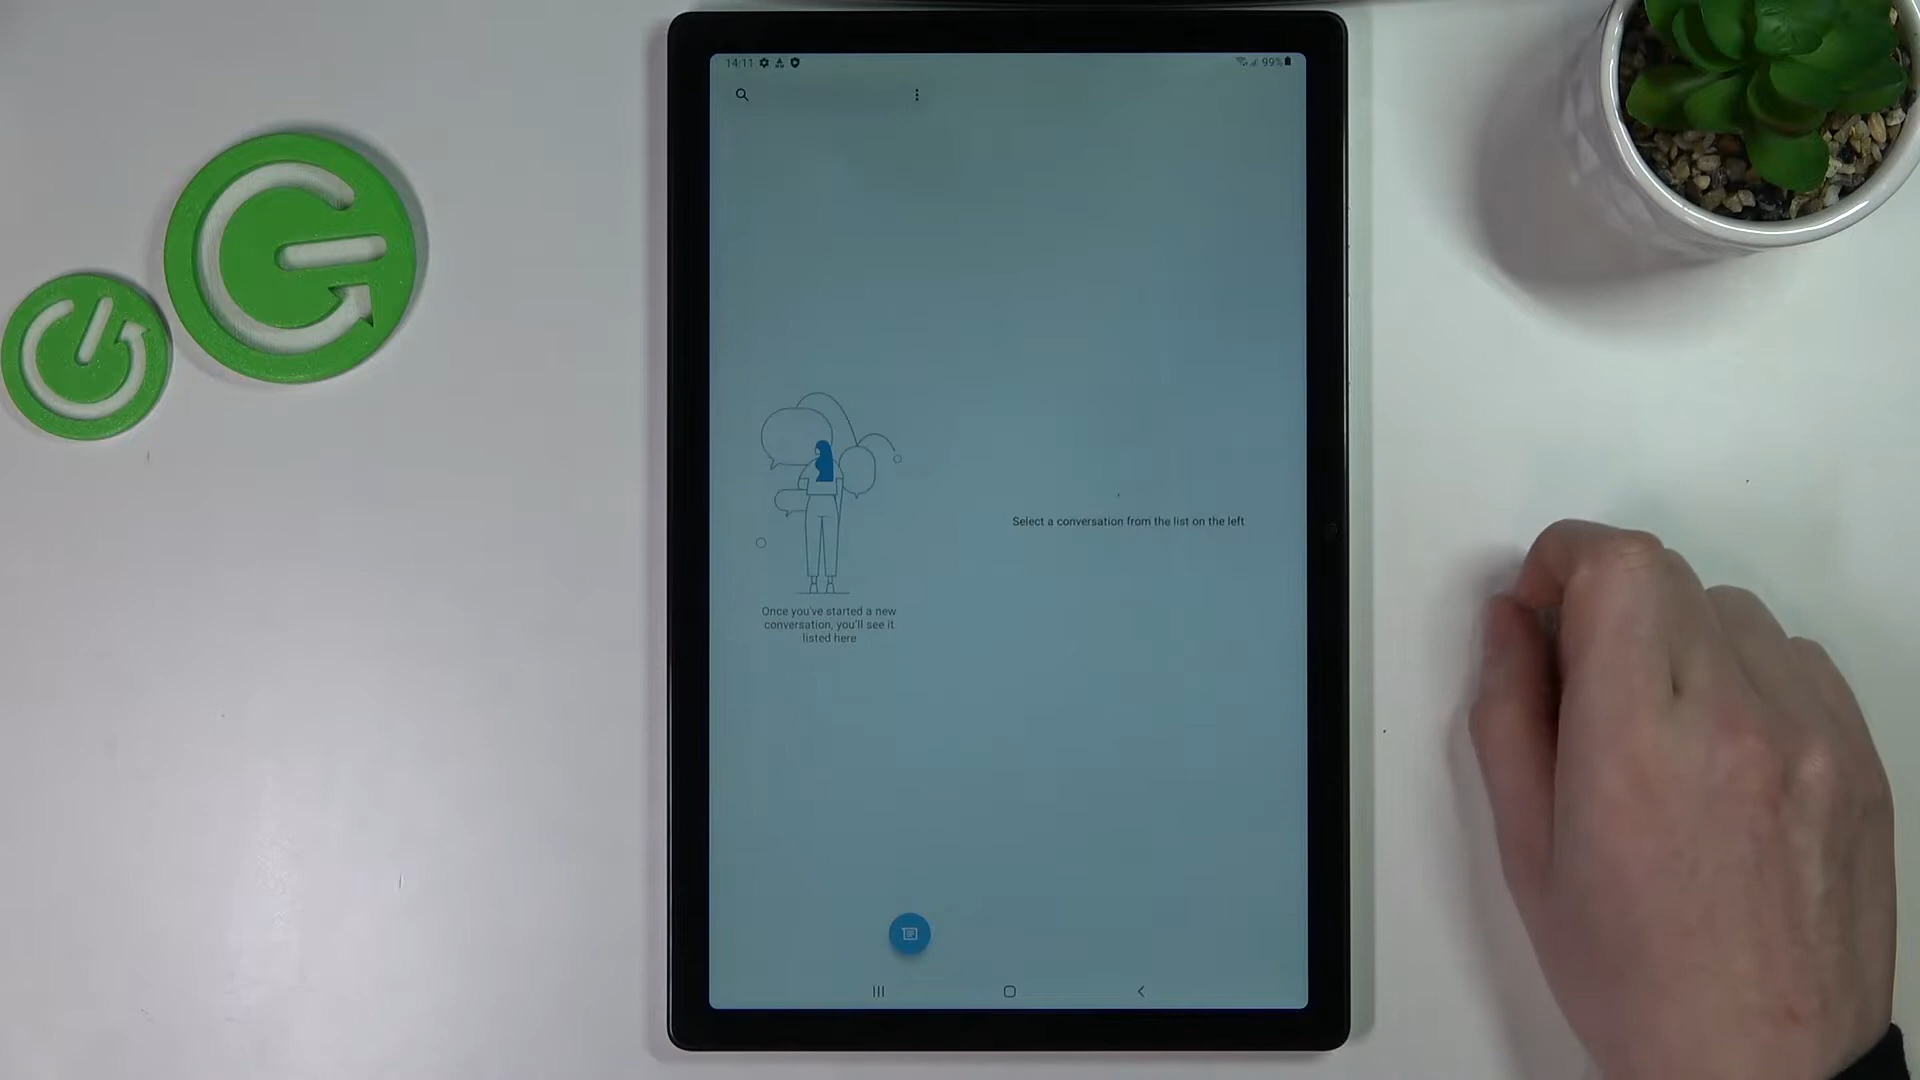 14:11
99%
Select a conversation from the list on the left
Once you've started a new
conversation, you'll see it
listed here